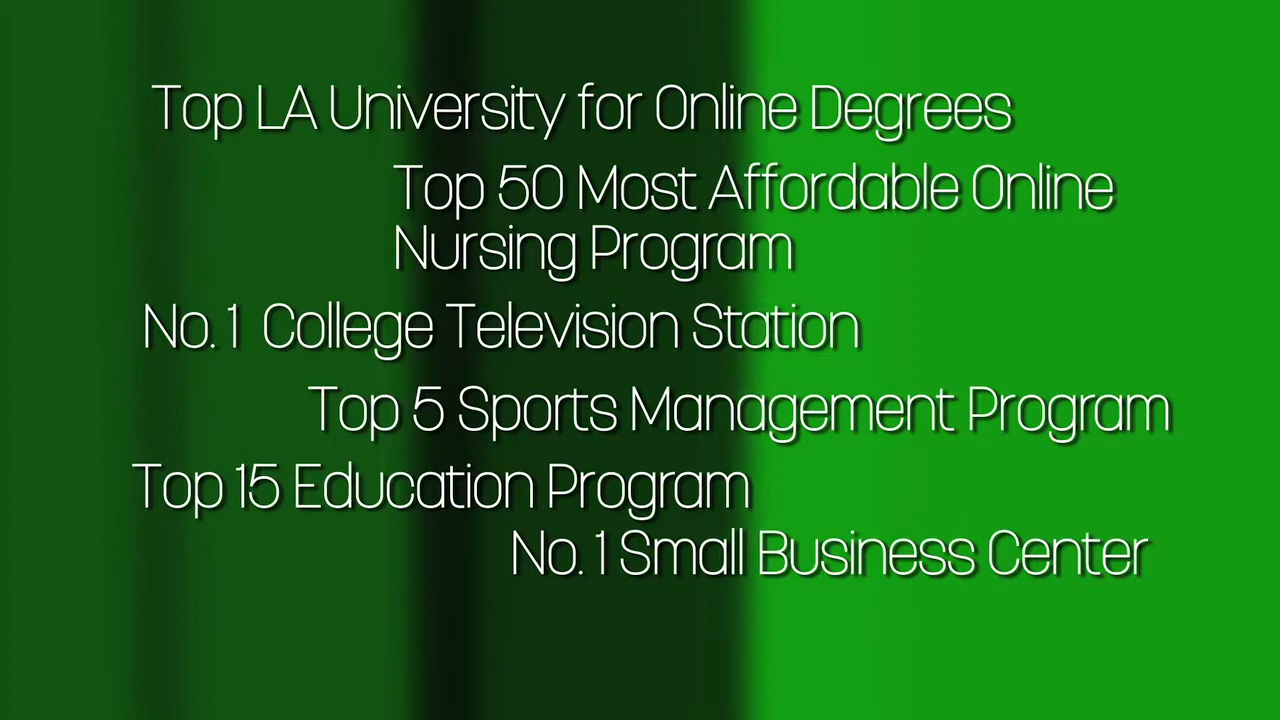 Top LA University for Online Degrees
Top 50 Most Affordable Online
Nursing Program
No. 1 College Television Station
Top 5 Sports Management Program
Top 15 Education Program
No. 1 Small Business Center